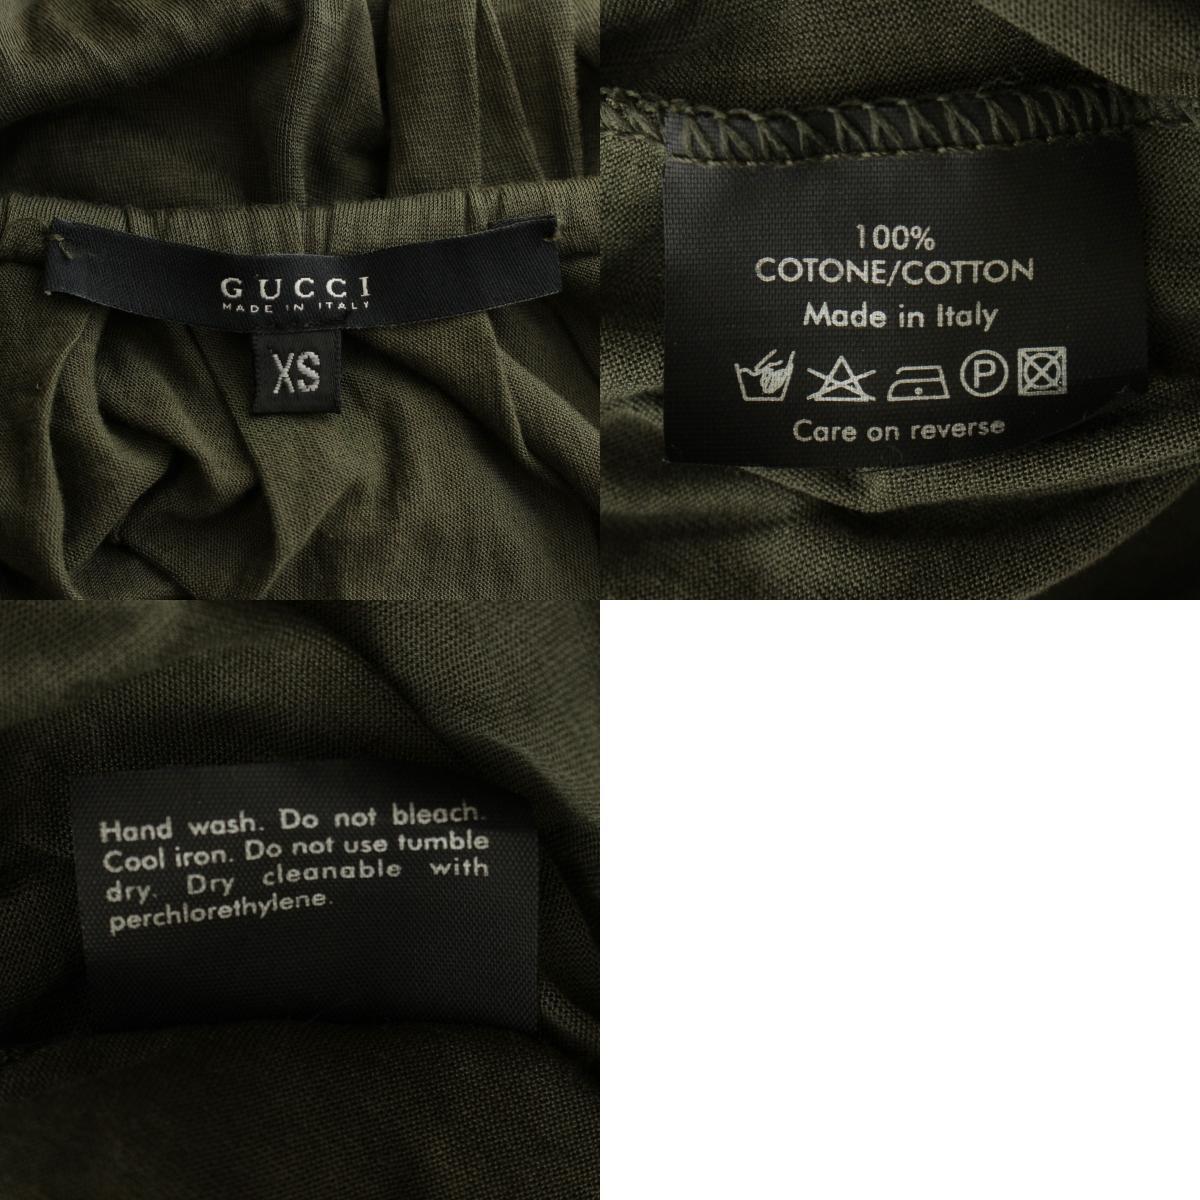 GUCCI
MADE IN ITALY
XS
100%
COTONE/COTTON
Made in Italy
P
Care on reverse
Hand wash. Do not bleach.
Cool iron. Do not use tumble
dry. Dry cleanable with
perchlorethylene.